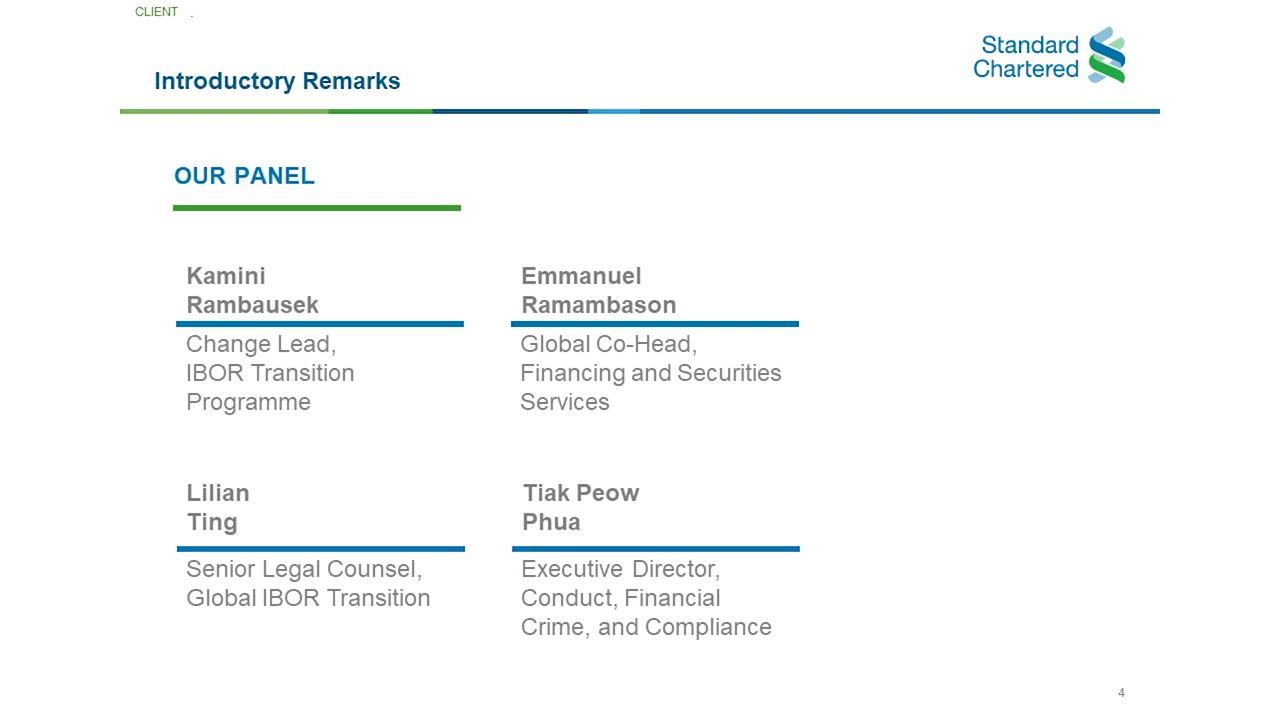 CLIENT .
Standard
Chartered
Introductory Remarks
OUR PANEL
Kamini
Rambausek
Change Lead,
IBOR Transition
Programme
Emmanuel
Ramambason
Global Co-Head,
Financing and Securities
Services
Lilian
Ting
Senior Legal Counsel,
Global IBOR Transition
Tiak Peow
Phua
Executive Director,
Conduct, Financial
Crime, and Compliance
4